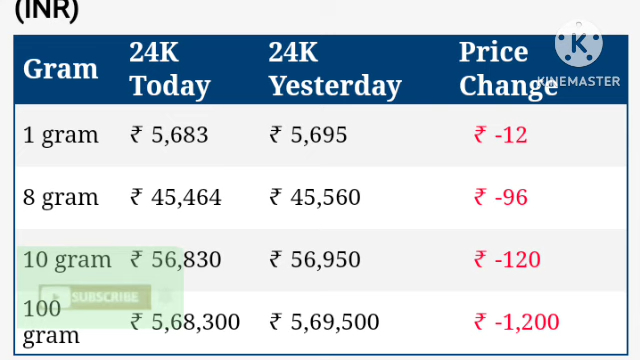 (INR)
Gram 24K Today 24K Yesterday Price Change
KINEMASTER
1 gram ₹ 5,683 ₹ 5,695 ₹ -12
8 gram ₹ 45,464 ₹ 45,560 ₹ -96
10 gram ₹ 56,830 ₹ 56,950 ₹ -120
SUBSCRIBE
100 gram ₹ 5,68,300 ₹ 5,69,500 ₹ -1,200